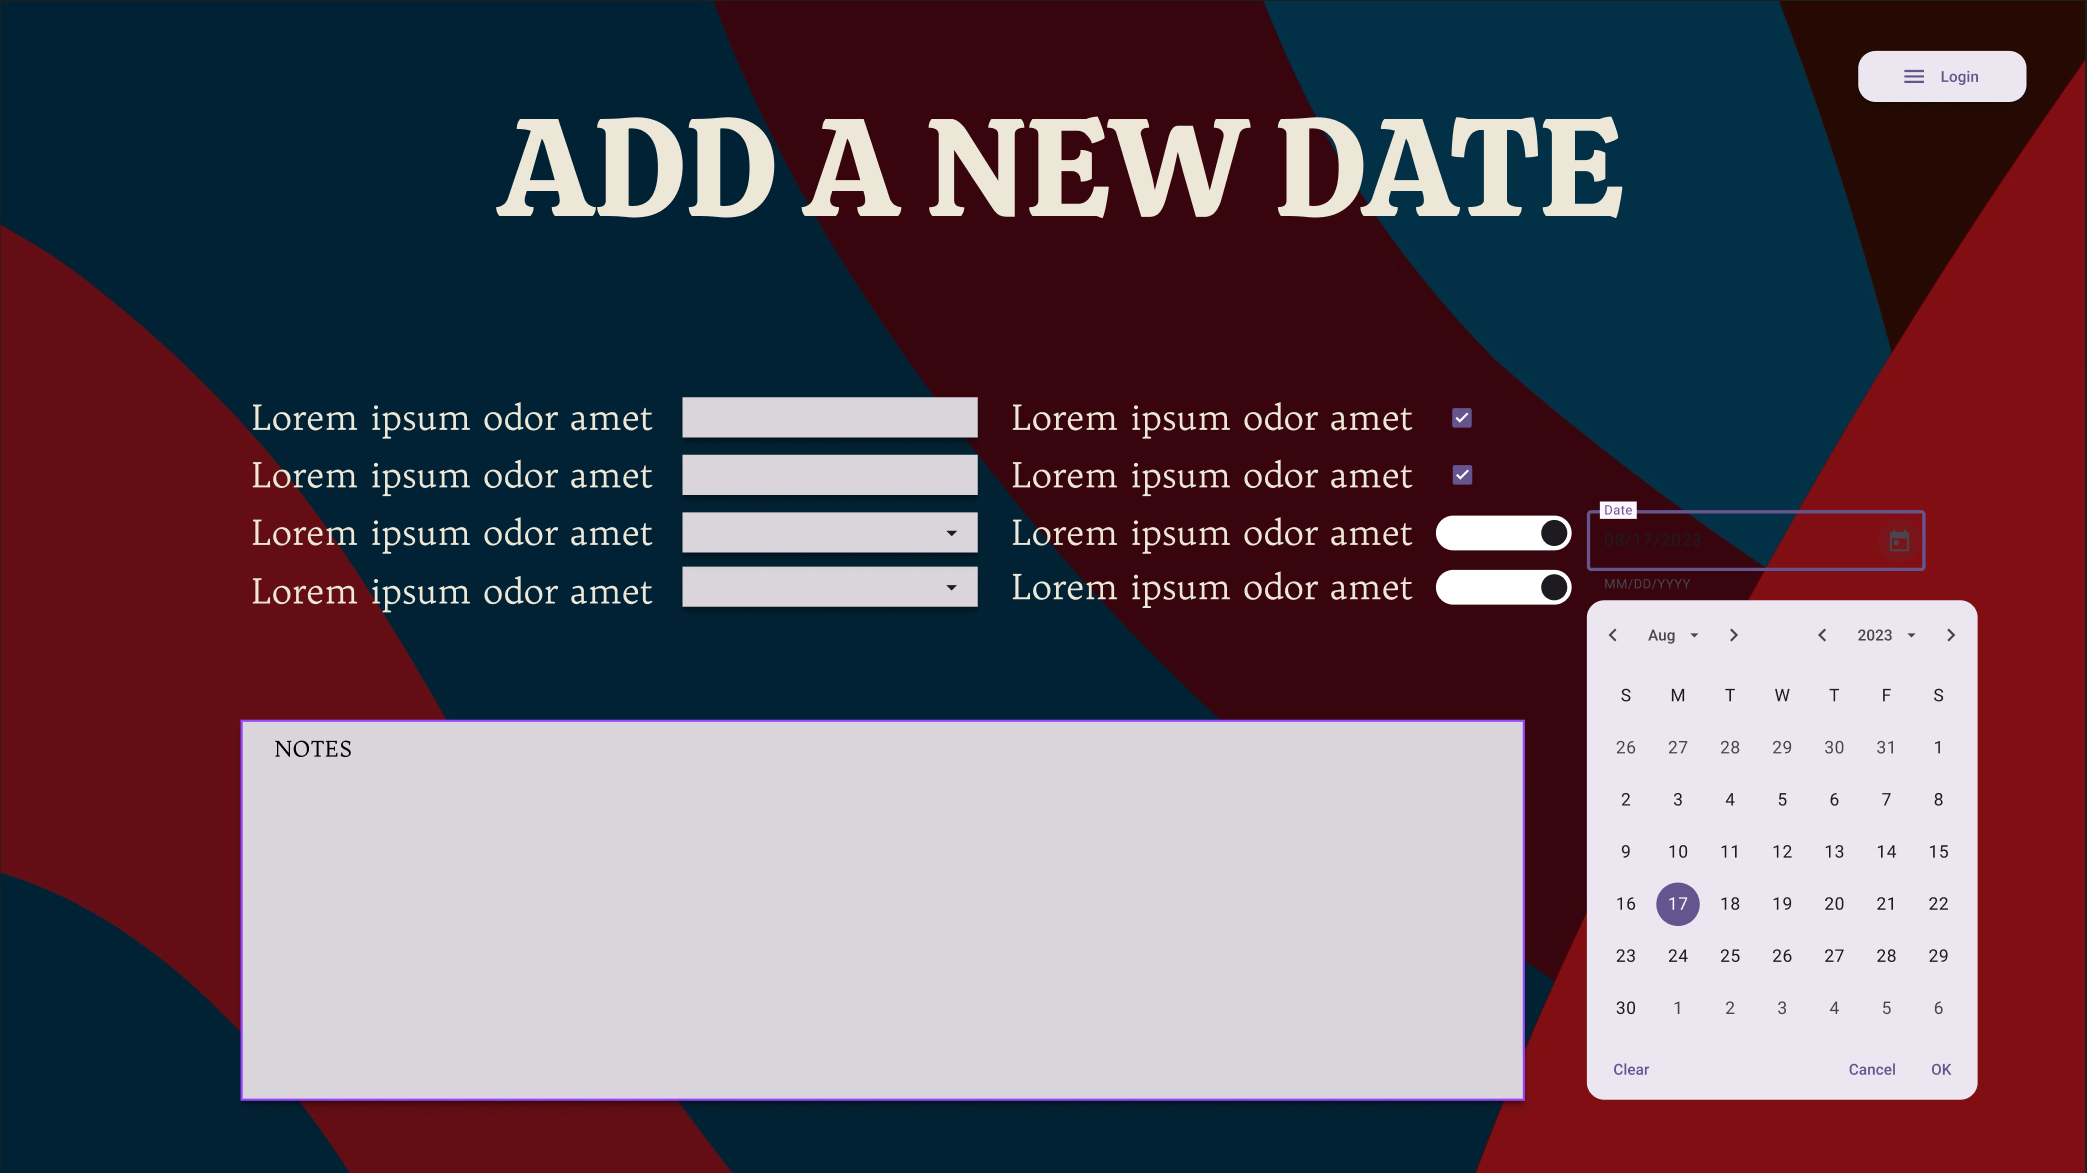 Login
ADD A NEW DATE
Lorem ipsum odor amet
Lorem ipsum odor amet
Lorem ipsum odor amet
Lorem ipsum odor amet
Lorem ipsum odor amet
Lorem ipsum odor amet
Lorem ipsum odor amet
Lorem ipsum odor amet
Date
08/17/2023
MM/DD/YYYY
Aug 2023
S M T W T F S
26 27 28 29 30 31 1
2 3 4 5 6 7 8
9 10 11 12 13 14 15
16 17 18 19 20 21 22
23 24 25 26 27 28 29
30 1 2 3 4 5 6
Clear Cancel OK
NOTES